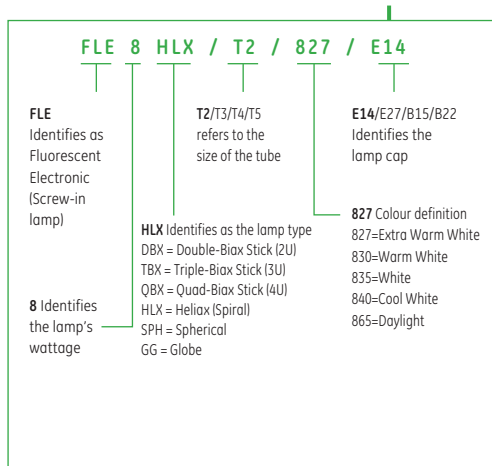 FLE 8 HLX / T2 / 827 / E14
FLE
Identifies as
Fluorescent
Electronic
(Screw-in
lamp)
T2/T3/T4/T5
refers to the
size of the tube
E14/E27/B15/B22
Identifies the
lamp cap
HLX Identifies as the lamp type
DBX = Double-Biax Stick (2U)
TBX = Triple-Biax Stick (3U)
QBX = Quad-Biax Stick (4U)
HLX = Heliax (Spiral)
SPH = Spherical
GG = Globe
827 Colour definition
827=Extra Warm White
830=Warm White
835=White
840=Cool White
865=Daylight
8 Identifies
the lamp's
wattage